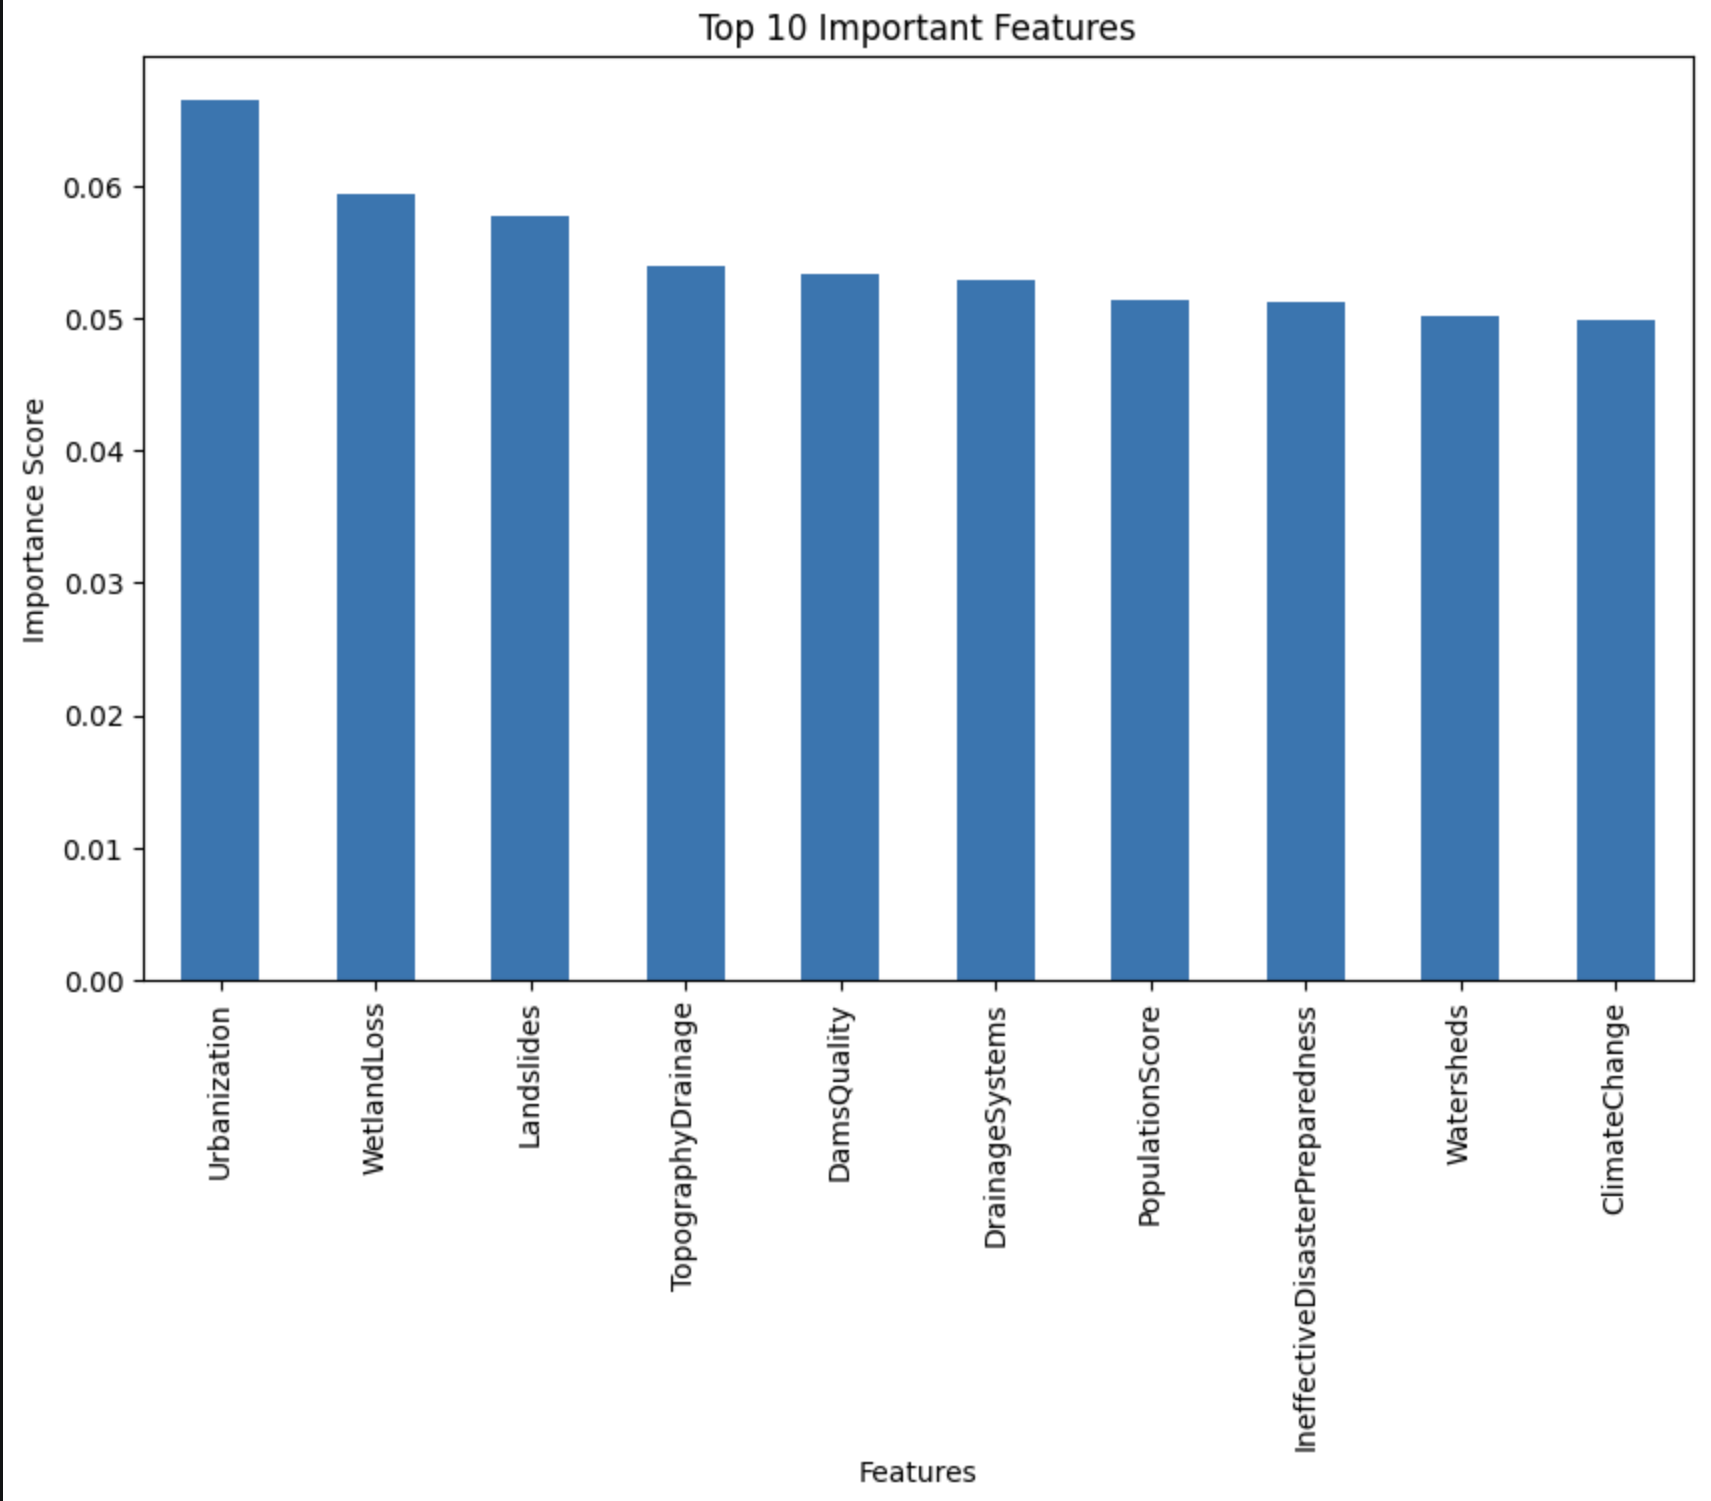 Top 10 Important Features
Importance Score
0.06
0.05
0.04
0.03
0.02
0.01
0.00
Urbanization
WetlandLoss
Landslides
TopographyDrainage
DamsQuality
DrainageSystems
PopulationScore
IneffectiveDisasterPreparedness
Watersheds
ClimateChange
Features